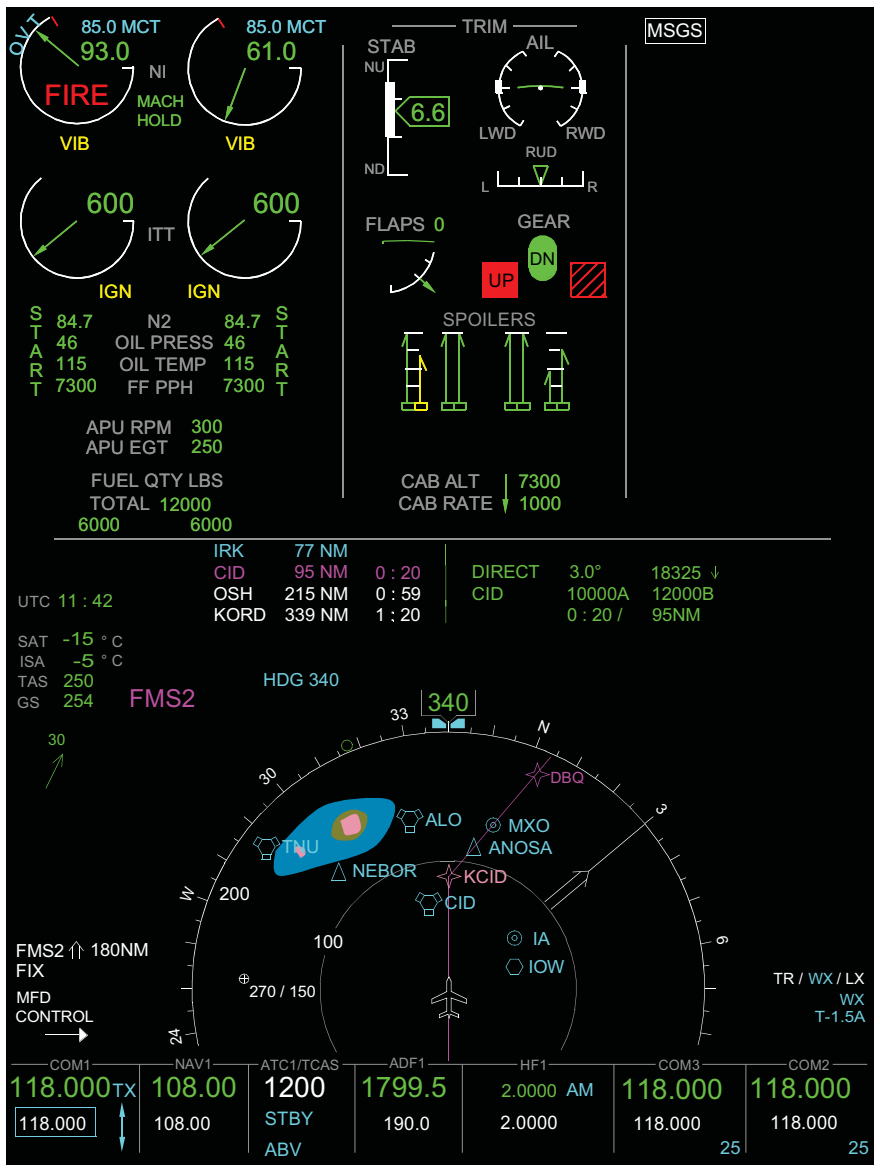 OVT
85.0 MCT
93.0
NI
85.0 MCT
61.0
FIRE
MACH
HOLD
VIB
VIB
600
ITT
600
IGN
IGN
START
84.7 N2 84.7
46 OIL PRESS 46
115 OIL TEMP 115
7300 FF PPH 7300
START
APU RPM 300
APU EGT 250
FUEL QTY LBS
TOTAL 12000
6000 6000
TRIM
STAB
NU
6.6
ND
AIL
LWD RWD
RUD
L R
FLAPS 0
GEAR
UP
DN
SPOILERS
CAB ALT 7300
CAB RATE 1000
MSGS
IRK 77 NM
CID 95 NM 0 : 20
OSH 215 NM 0 : 59
KORD 339 NM 1 : 20
DIRECT 3.0° 18325 ↓
CID 10000A 12000B
0 : 20 / 95NM
UTC 11 : 42
SAT -15 ° C
ISA -5 ° C
TAS 250
GS 254
FMS2
HDG 340
30
340
33
N
30
3
DBQ
ALO
MXO
TNU
ANOSA
NEBOR
KCID
W
200
CID
6
100
IA
IOW
FMS2 ⇑ 180NM
FIX
270 / 150
MFD
CONTROL
24
TR / WX / LX
WX
T-1.5A
COM1
118.000 TX
118.000
NAV1
108.00
108.00
ATC1/TCAS
1200
STBY
ABV
ADF1
1799.5
190.0
HF1
2.0000 AM
2.0000
COM3
118.000
118.000
25
COM2
118.000
118.000
25